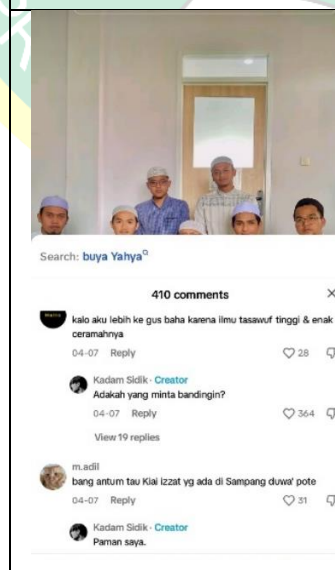 Search: buya Yahya
410 comments
kalo aku lebih ke gus baha karena ilmu tasawuf tinggi & enak
ceramahnya
04-07 Reply
28
Kadam Sidik · Creator
Adakah yang minta bandingin?
04-07 Reply
364
View 19 replies
m.adil
bang antum tau Kiai izzat yg ada di Sampang duwa' pote
04-07 Reply
31
Kadam Sidik · Creator
Paman saya.